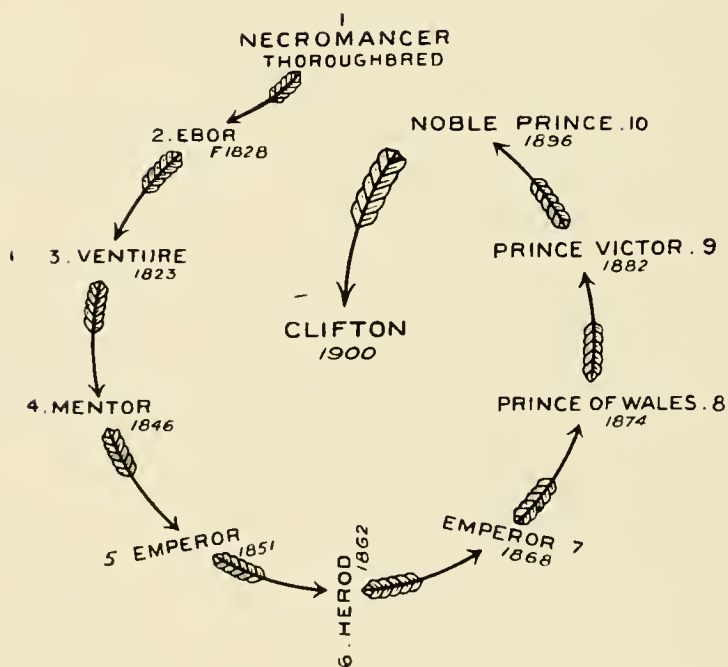 1
NECROMANCER
THOROUGHBRED
2. EBOR
F1828
3. VENTURE
1823
4. MENTOR
1846
5 EMPEROR
1851
6. HEROD
1862
EMPEROR 7
1868
PRINCE OF WALES. 8
1874
PRINCE VICTOR. 9
1882
NOBLE PRINCE. 10
1896
CLIFTON
1900